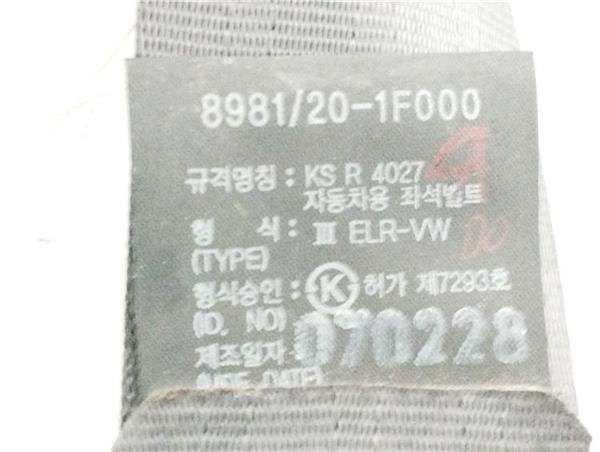 8981/20-1F000
규격명칭 : KS R 4027
자동차용 좌석벨트
형 식 : Ⅲ ELR-VW
(TYPE)
형식승인 : Ⓚ 허가 제7293호
(ID. NO)
제조일자 : 070228